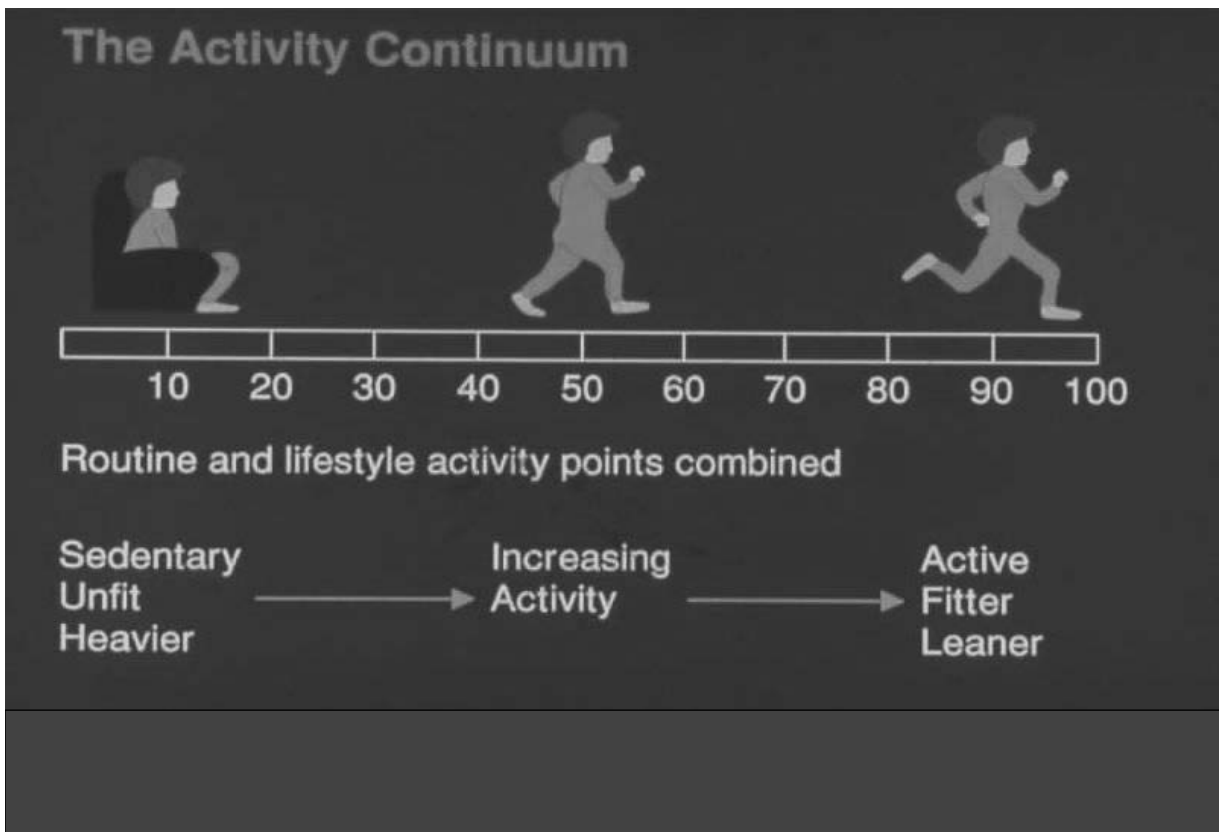 The Activity Continuum
10 20 30 40 50 60 70 80 90 100
Routine and lifestyle activity points combined
Sedentary
Unfit
Heavier
Increasing
Activity
Active
Fitter
Leaner